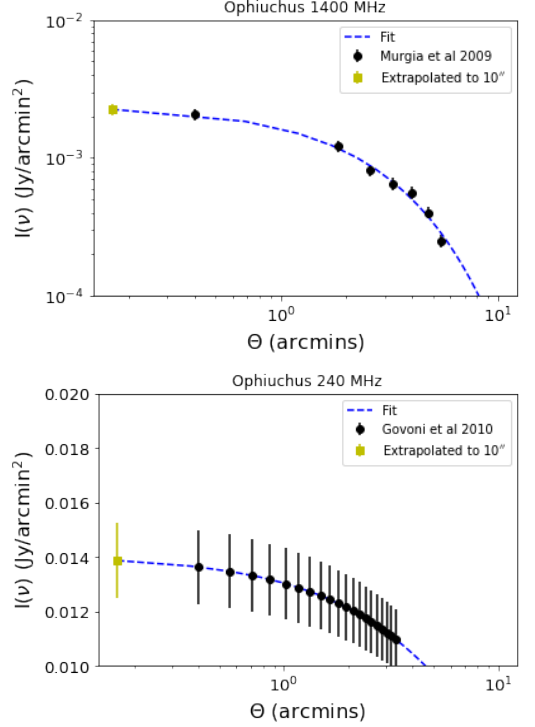 Ophiuchus 1400 MHz
10⁻²
Fit
Murgia et al 2009
Extrapolated to 10′′
I(ν) (Jy/arcmin²)
10⁻³
10⁻⁴
10⁰ 10¹
Θ (arcmins)
Ophiuchus 240 MHz
0.020
Fit
Govoni et al 2010
Extrapolated to 10′′
0.018
I(ν) (Jy/arcmin²)
0.016
0.014
0.012
0.010
10⁰ 10¹
Θ (arcmins)